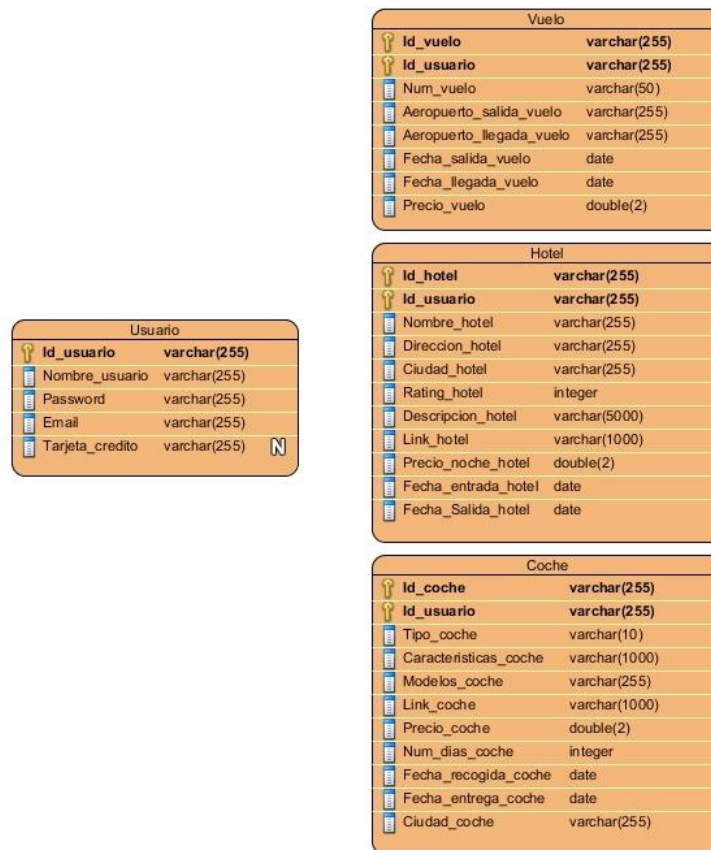 Vuelo
Id_vuelo varchar(255)
Id_usuario varchar(255)
Num_vuelo varchar(50)
Aeropuerto_salida_vuelo varchar(255)
Aeropuerto_llegada_vuelo varchar(255)
Fecha_salida_vuelo date
Fecha_llegada_vuelo date
Precio_vuelo double(2)
Hotel
Id_hotel varchar(255)
Id_usuario varchar(255)
Nombre_hotel varchar(255)
Direccion_hotel varchar(255)
Ciudad_hotel varchar(255)
Rating_hotel integer
Descripcion_hotel varchar(5000)
Link_hotel varchar(1000)
Precio_noche_hotel double(2)
Fecha_entrada_hotel date
Fecha_Salida_hotel date
Usuario
Id_usuario varchar(255)
Nombre_usuario varchar(255)
Password varchar(255)
Email varchar(255)
Tarjeta_credito varchar(255) N
Coche
Id_coche varchar(255)
Id_usuario varchar(255)
Tipo_coche varchar(10)
Caracteristicas_coche varchar(1000)
Modelos_coche varchar(255)
Link_coche varchar(1000)
Precio_coche double(2)
Num_dias_coche integer
Fecha_recogida_coche date
Fecha_entrega_coche date
Ciudad_coche varchar(255)